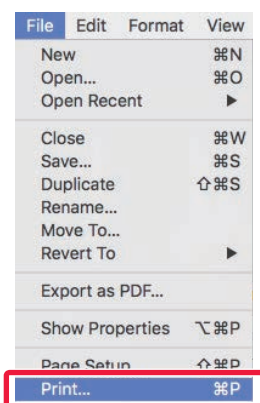 File Edit Format View
New ⌘N
Open... ⌘O
Open Recent ▶
Close ⌘W
Save... ⌘S
Duplicate ⇧⌘S
Rename...
Move To...
Revert To ▶
Export as PDF...
Show Properties ⌥⌘P
Page Setup ⇧⌘P
Print... ⌘P